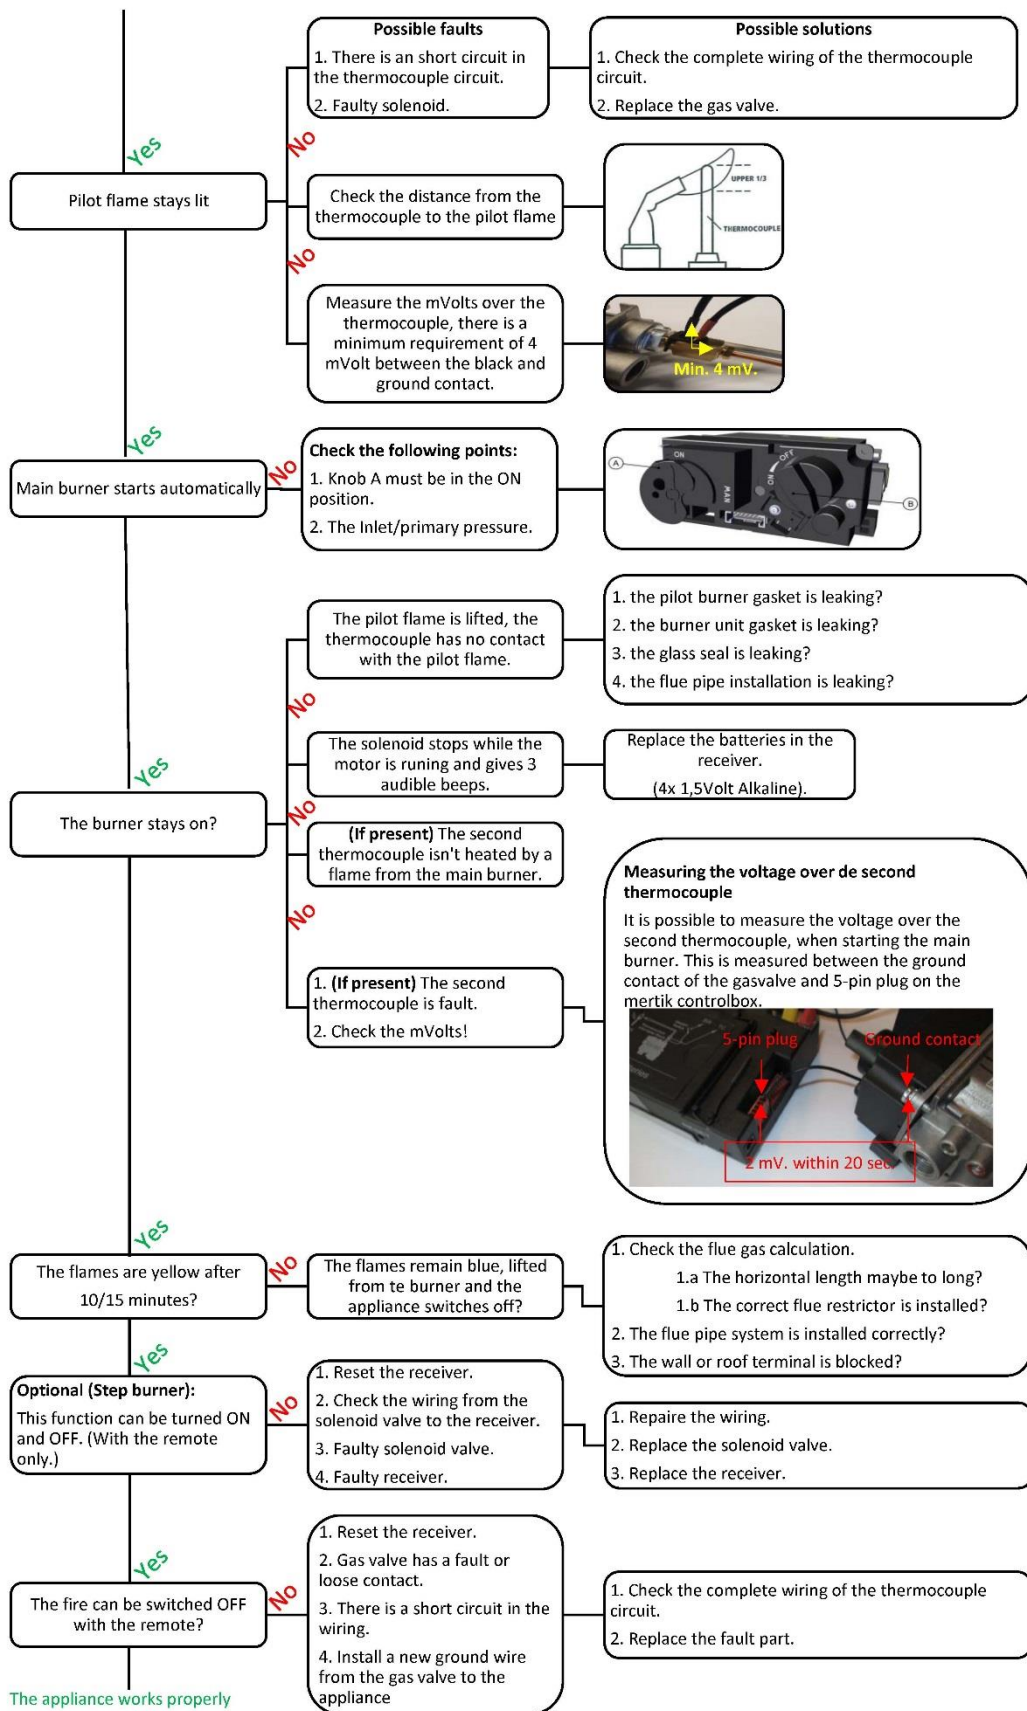 Possible faults
1. There is an short circuit in
the thermocouple circuit.
2. Faulty solenoid.
Possible solutions
1. Check the complete wiring of the thermocouple
circuit.
2. Replace the gas valve.
Yes
No
Pilot flame stays lit
Check the distance from the
thermocouple to the pilot flame
UPPER 1/3
THERMOCOUPLE
No
Measure the mVolts over the
thermocouple, there is a
minimum requirement of 4
mVolt between the black and
ground contact.
Min. 4 mV.
Yes
Main burner starts automatically
No
Check the following points:
1. Knob A must be in the ON
position.
2. The Inlet/primary pressure.
A
ON
MAN
ON
OFF
B
The pilot flame is lifted, the
thermocouple has no contact
with the pilot flame.
1. the pilot burner gasket is leaking?
2. the burner unit gasket is leaking?
3. the glass seal is leaking?
4. the flue pipe installation is leaking?
No
Yes
The solenoid stops while the
motor is runing and gives 3
audible beeps.
Replace the batteries in the
receiver.
(4x 1,5Volt Alkaline).
The burner stays on?
No
(If present) The second
thermocouple isn't heated by a
flame from the main burner.
No
1. (If present) The second
thermocouple is fault.
2. Check the mVolts!
Measuring the voltage over de second
thermocouple
It is possible to measure the voltage over the
second thermocouple, when starting the main
burner. This is measured between the ground
contact of the gasvalve and 5-pin plug on the
mertik controlbox.
5-pin plug
Ground contact
2 mV. within 20 sec.
Yes
The flames are yellow after
10/15 minutes?
No
The flames remain blue, lifted
from te burner and the
appliance switches off?
1. Check the flue gas calculation.
1.a The horizontal length maybe to long?
1.b The correct flue restrictor is installed?
2. The flue pipe system is installed correctly?
3. The wall or roof terminal is blocked?
Yes
Optional (Step burner):
This function can be turned ON
and OFF. (With the remote
only.)
No
1. Reset the receiver.
2. Check the wiring from the
solenoid valve to the receiver.
3. Faulty solenoid valve.
4. Faulty receiver.
1. Repaire the wiring.
2. Replace the solenoid valve.
3. Replace the receiver.
Yes
The fire can be switched OFF
with the remote?
No
1. Reset the receiver.
2. Gas valve has a fault or
loose contact.
3. There is a short circuit in the
wiring.
4. Install a new ground wire
from the gas valve to the
appliance
1. Check the complete wiring of the thermocouple
circuit.
2. Replace the fault part.
The appliance works properly